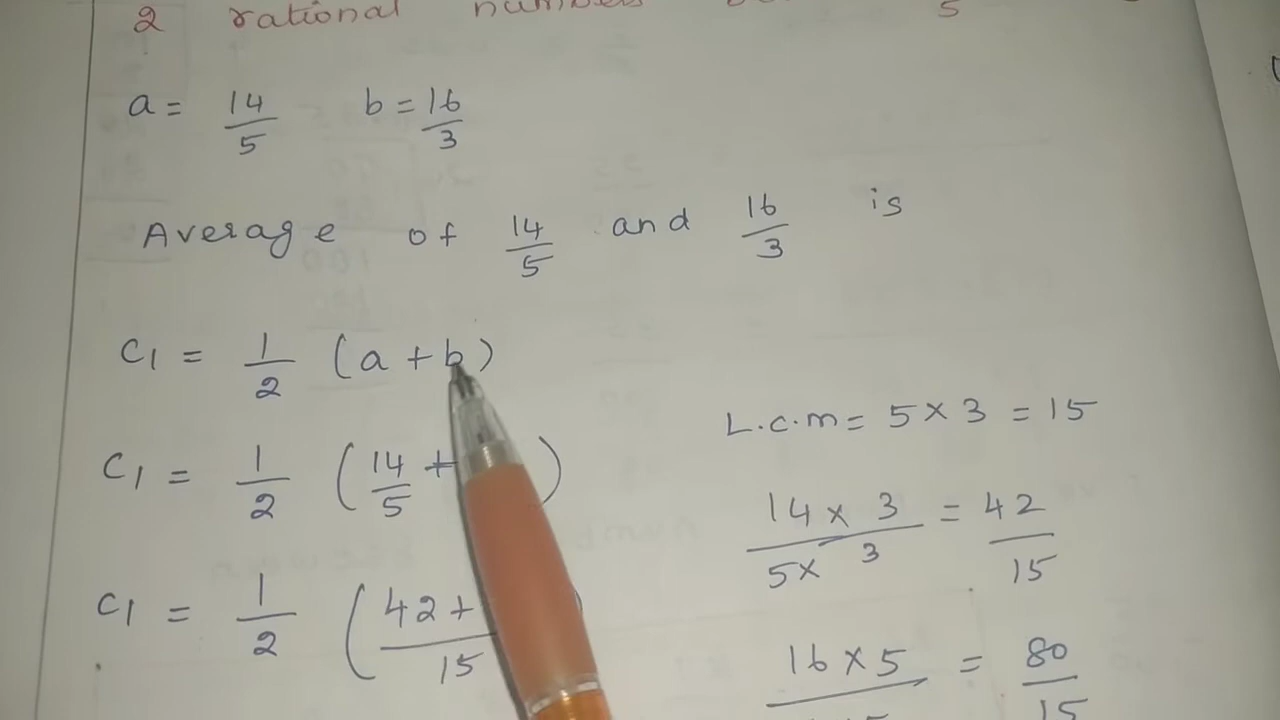 2 rational numbers 5
a = 14/5 b = 16/3
Average of 14/5 and 16/3 is
C1 = 1/2 (a + b)
L.C.M = 5 × 3 = 15
C1 = 1/2 (14/5 + )
14 × 3 / 5 × 3 = 42/15
C1 = 1/2 (42 + / 15 )
16 × 5 / = 80/15